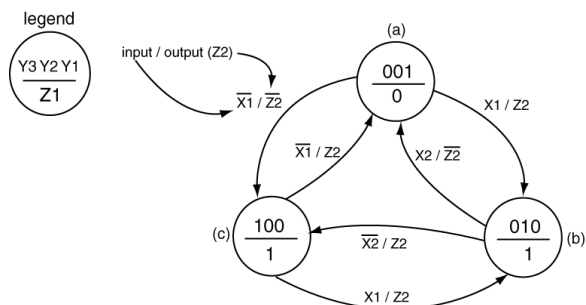 legend
Y3 Y2 Y1
Z1
input / output (Z2)
X̅1̅ / Z̅2̅
(a)
001
0
X1 / Z2
X̅1̅ / Z2
X2 / Z̅2̅
(c)
100
1
X̅2̅ / Z2
010
1
(b)
X1 / Z2